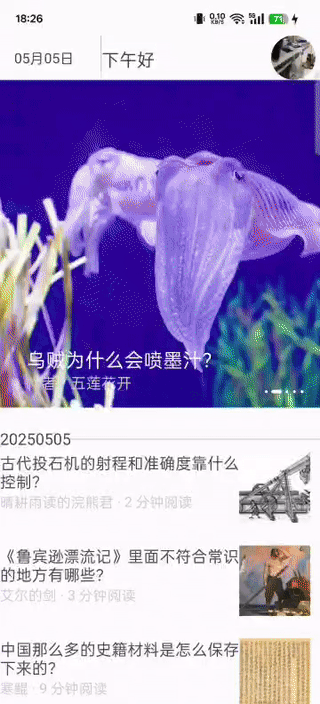 18:26
0.10
KB/s
5G
71
05月05日
下午好
乌贼为什么会喷墨汁？
者：五莲花开
20250505
古代投石机的射程和准确度靠什么
控制？
晴耕雨读的浣熊君 · 2 分钟阅读
《鲁宾逊漂流记》里面不符合常识
的地方有哪些？
艾尔的剑 · 3 分钟阅读
中国那么多的史籍材料是怎么保存
下来的？
寒鲲 · 9 分钟阅读